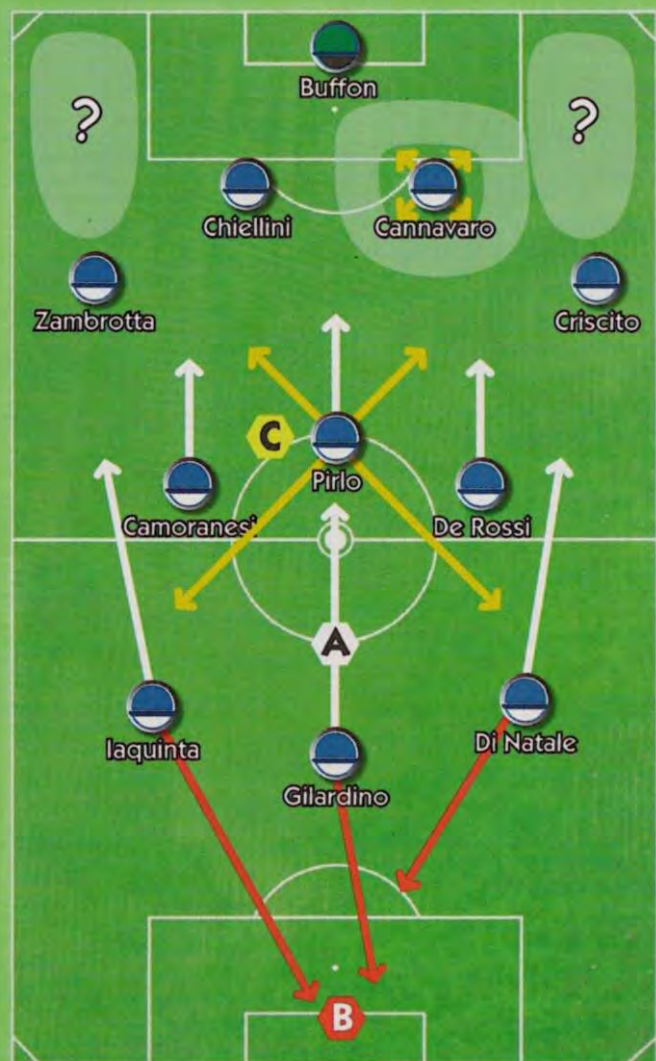 Buffon
?
?
Chiellini
Cannavaro
Zambrotta
Criscito
C
Pirlo
Camoranesi
De Rossi
A
Iaquinta
Di Natale
Gilardino
B